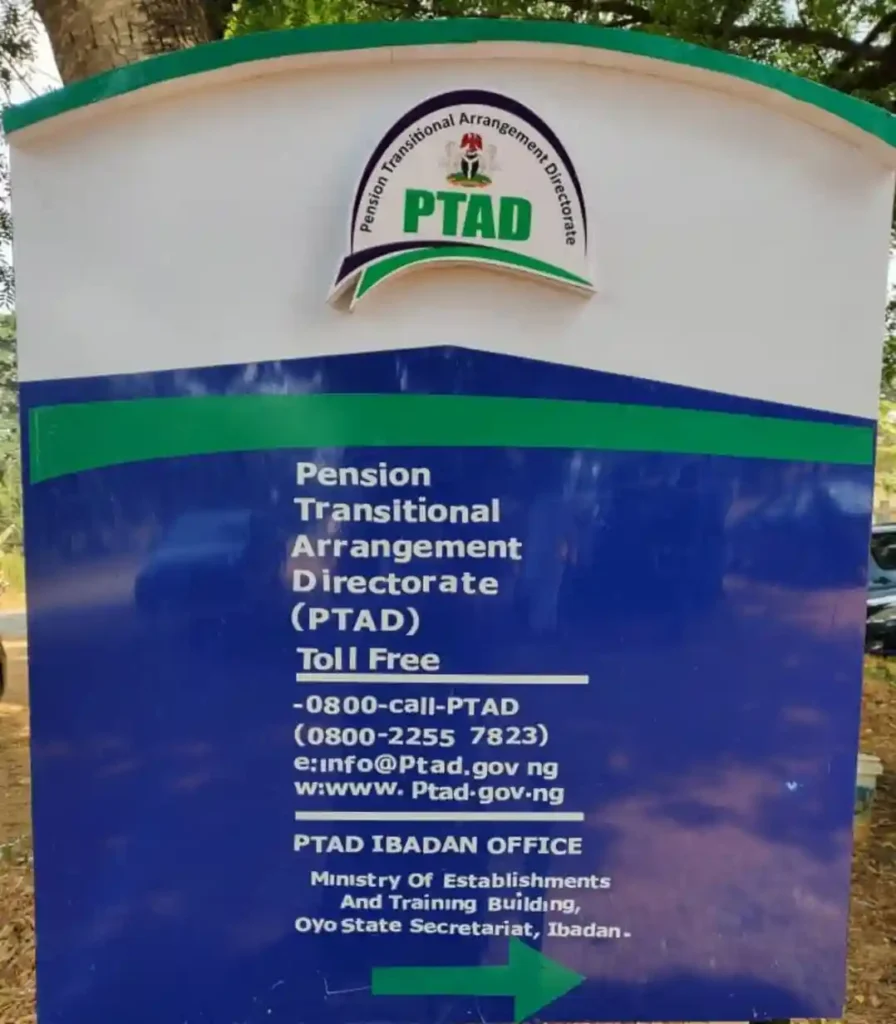 Pension Transitional Arrangement Directorate
PTAD
Pension
Transitional
Arrangement
Directorate
(PTAD)
Toll Free
-0800-call-PTAD
(0800-2255 7823)
e:info@Ptad.gov ng
w:www. Ptad.gov.ng
PTAD IBADAN OFFICE
Ministry Of Establishments
And Training Building,
Oyo State Secretariat, Ibadan.